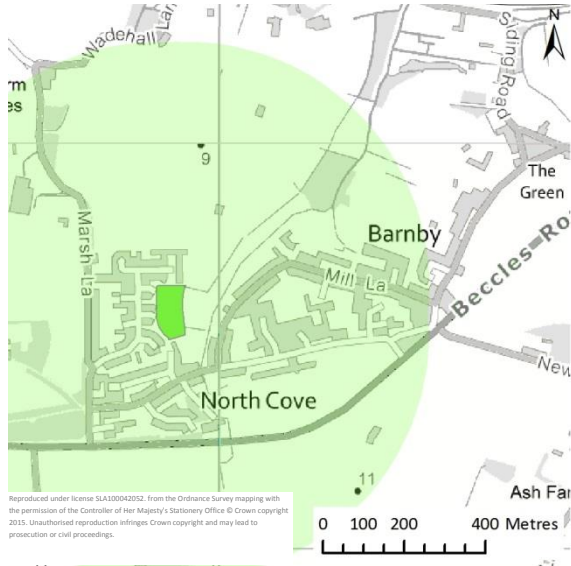 Wadehall Lan
N
Siding Road
rm
es
9
The
Green
Marsh La
Barnby
Mill La
Beccles Ro
North Cove
New
11
Ash Far
Reproduced under license SLA100042052. from the Ordnance Survey mapping with
the permission of the Controller of Her Majesty's Stationery Office © Crown copyright
2015. Unauthorised reproduction infringes Crown copyright and may lead to
prosecution or civil proceedings.
0 100 200 400 Metres